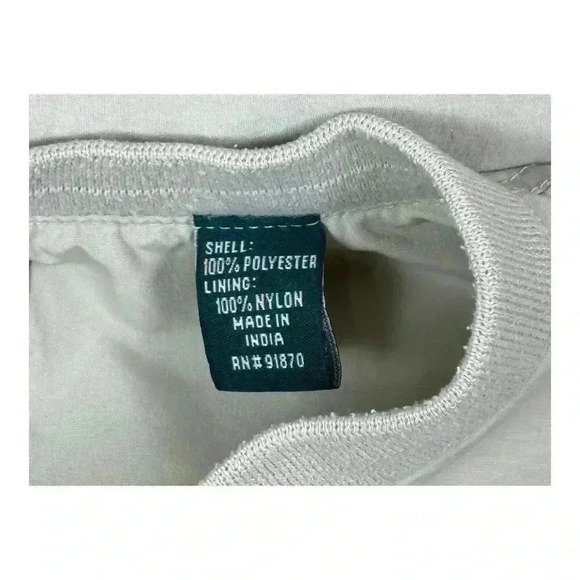 SHELL:
100% POLYESTER
LINING:
100% NYLON
MADE IN
INDIA
RN# 91870